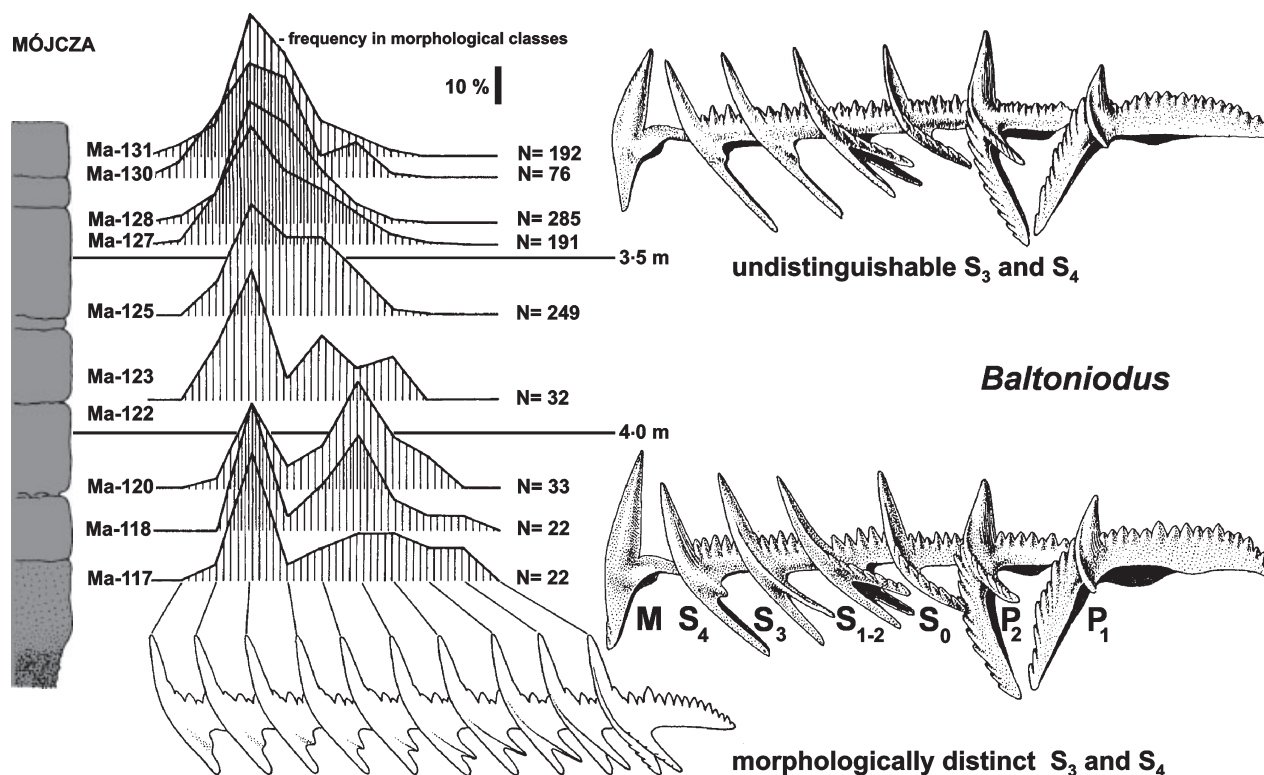 MÓJCZA
- frequency in morphological classes
10 %
Ma-131
N= 192
Ma-130
N= 76
Ma-128
N= 285
Ma-127
N= 191
3·5 m
undistinguishable S3 and S4
Ma-125
N= 249
Baltoniodus
Ma-123
N= 32
Ma-122
4·0 m
Ma-120
N= 33
Ma-118
N= 22
Ma-117
N= 22
M S4 S3 S1-2 S0 P2 P1
morphologically distinct S3 and S4